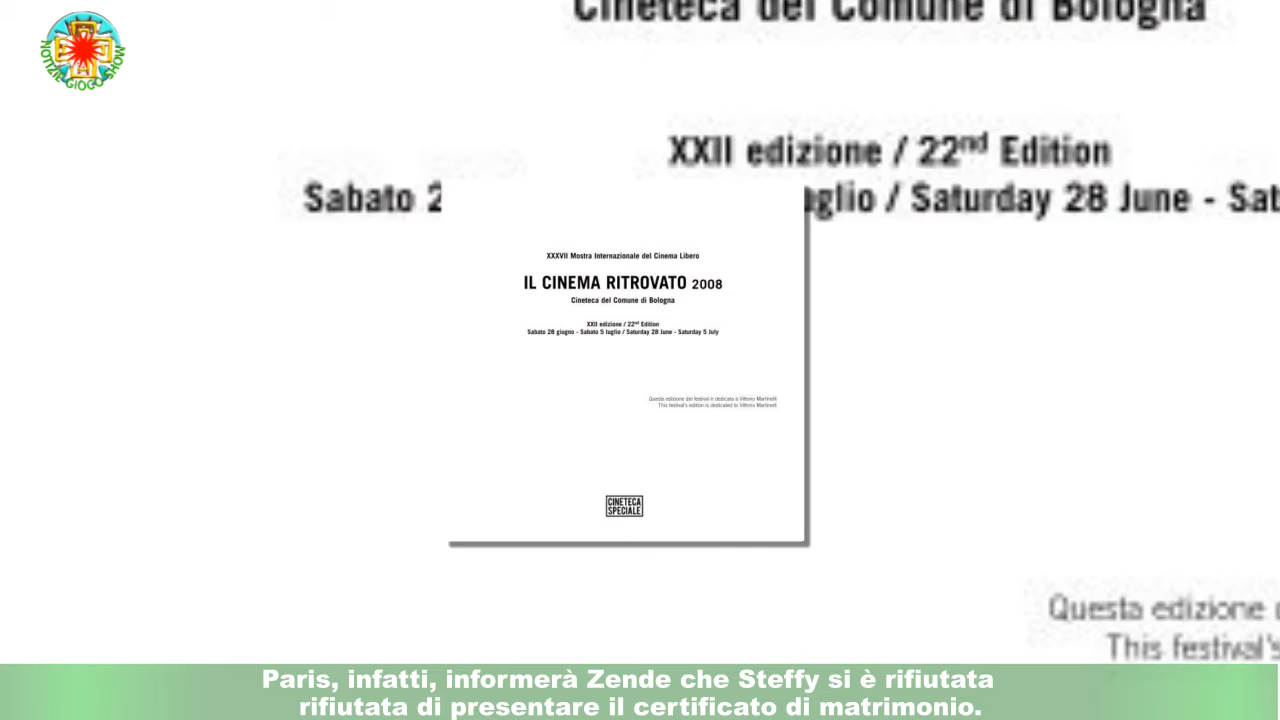 NOTIZIE GIOCO SHOW
Cineteca del Comune di Bologna
XXII edizione / 22nd Edition
Sabato 2
uglio / Saturday 28 June - Sat
XXXVII Mostra Internazionale del Cinema Libero
IL CINEMA RITROVATO 2008
Cineteca del Comune di Bologna
XXII edizione / 22nd Edition
Sabato 28 giugno - Sabato 5 luglio / Saturday 28 June - Saturday 5 July
Questa edizione del festival è dedicata a Vittorio Martinelli
This festival's edition is dedicated to Vittorio Martinelli
CINETECA
SPECIALE
Questa edizione
This festival's
Paris, infatti, informerà Zende che Steffy si è rifiutata
rifiutata di presentare il certificato di matrimonio.